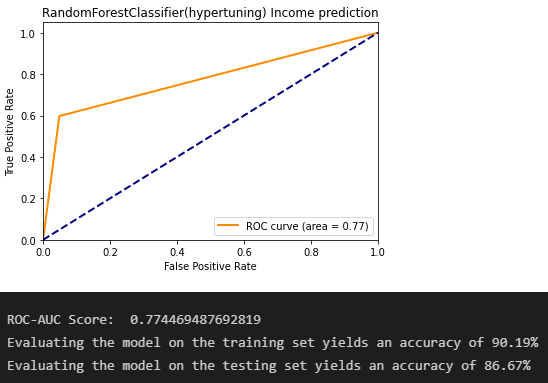 RandomForestClassifier(hypertuning) Income prediction
1.0
0.8
0.6
0.4
0.2
0.0
True Positive Rate
ROC curve (area = 0.77)
0.0 0.2 0.4 0.6 0.8 1.0
False Positive Rate
ROC-AUC Score:  0.774469487692819
Evaluating the model on the training set yields an accuracy of 90.19%
Evaluating the model on the testing set yields an accuracy of 86.67%